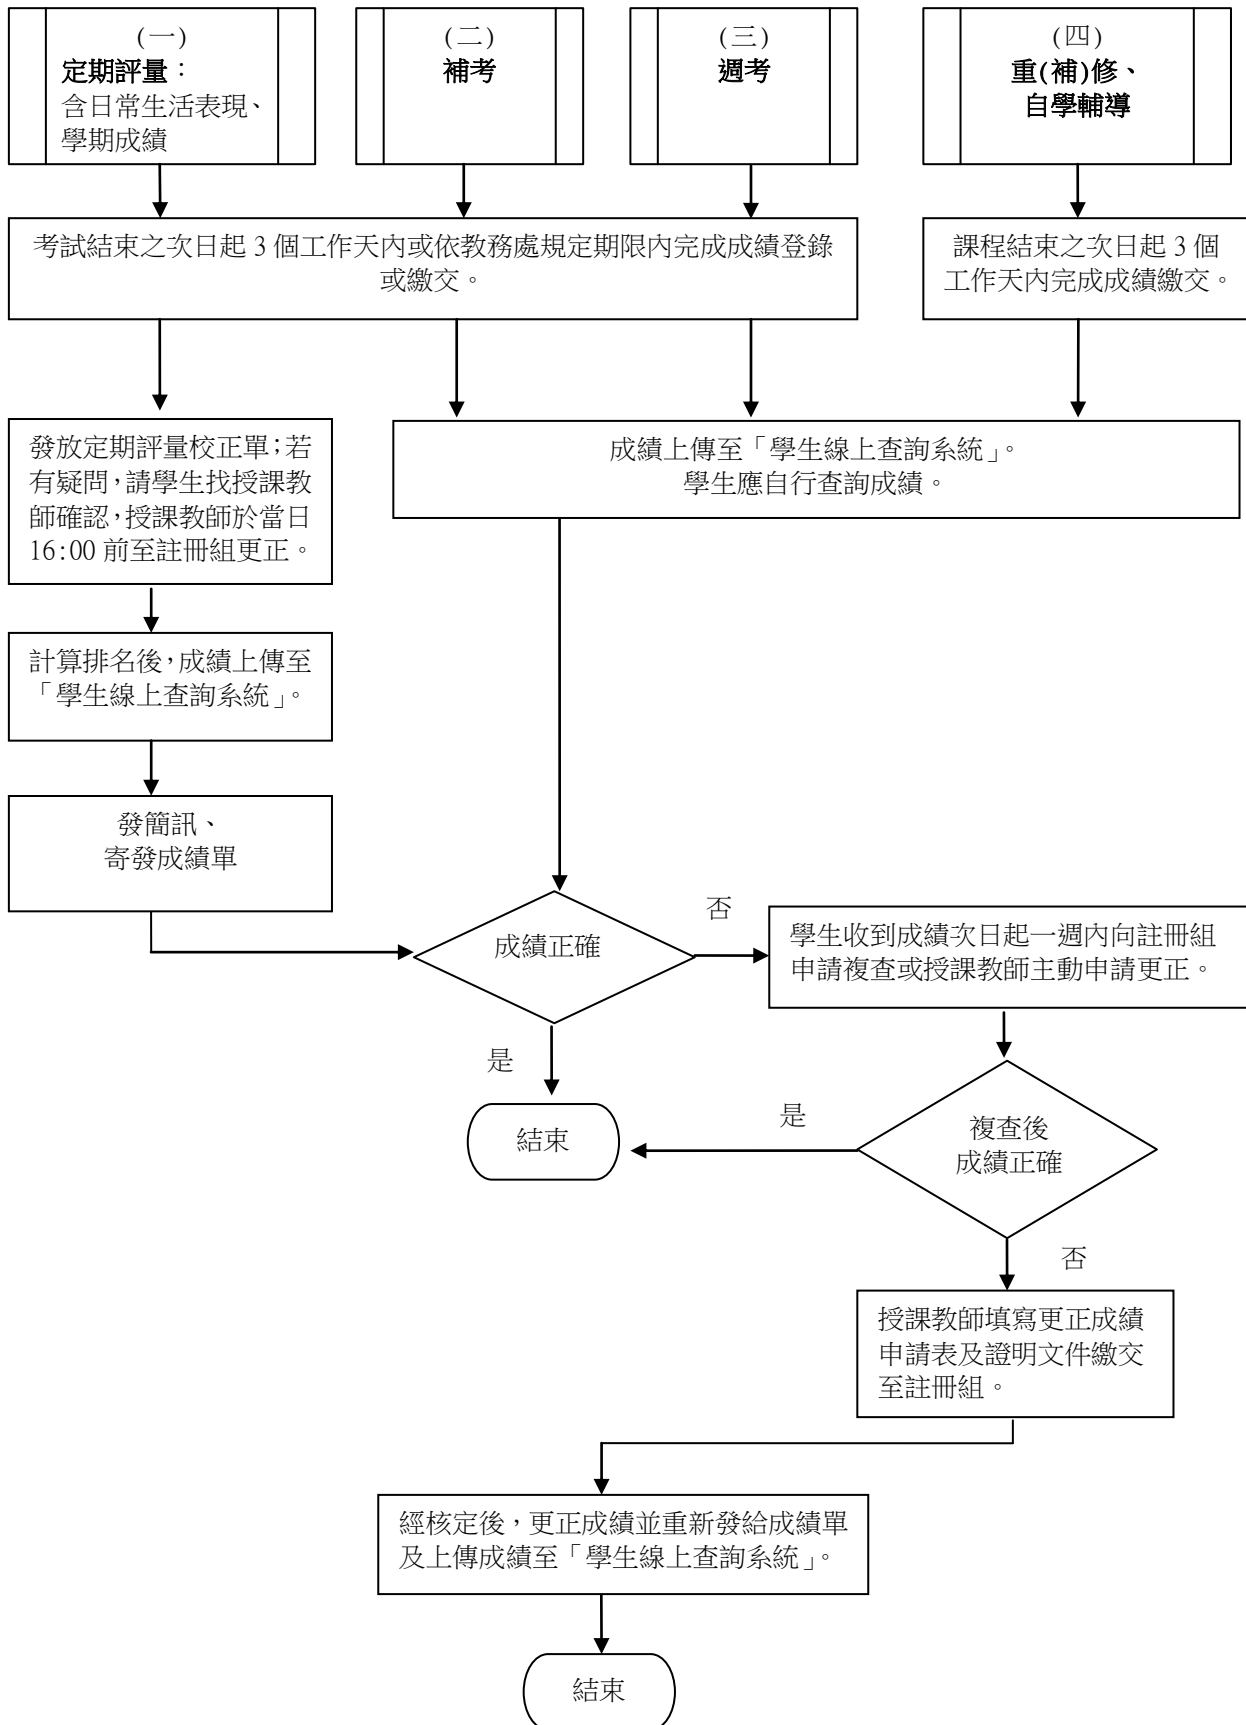 (一)
定期評量：
含日常生活表現、
學期成績
(二)
補考
(三)
週考
(四)
重(補)修、
自學輔導
考試結束之次日起 3 個工作天內或依教務處規定期限內完成成績登錄
或繳交。
課程結束之次日起 3 個
工作天內完成成績繳交。
發放定期評量校正單；若
有疑問，請學生找授課教
師確認，授課教師於當日
16:00 前至註冊組更正。
成績上傳至「學生線上查詢系統」。
學生應自行查詢成績。
計算排名後，成績上傳至
「學生線上查詢系統」。
發簡訊、
寄發成績單
成績正確
否
學生收到成績次日起一週內向註冊組
申請複查或授課教師主動申請更正。
是
結束
是
複查後
成績正確
否
授課教師填寫更正成績
申請表及證明文件繳交
至註冊組。
經核定後，更正成績並重新發給成績單
及上傳成績至「學生線上查詢系統」。
結束